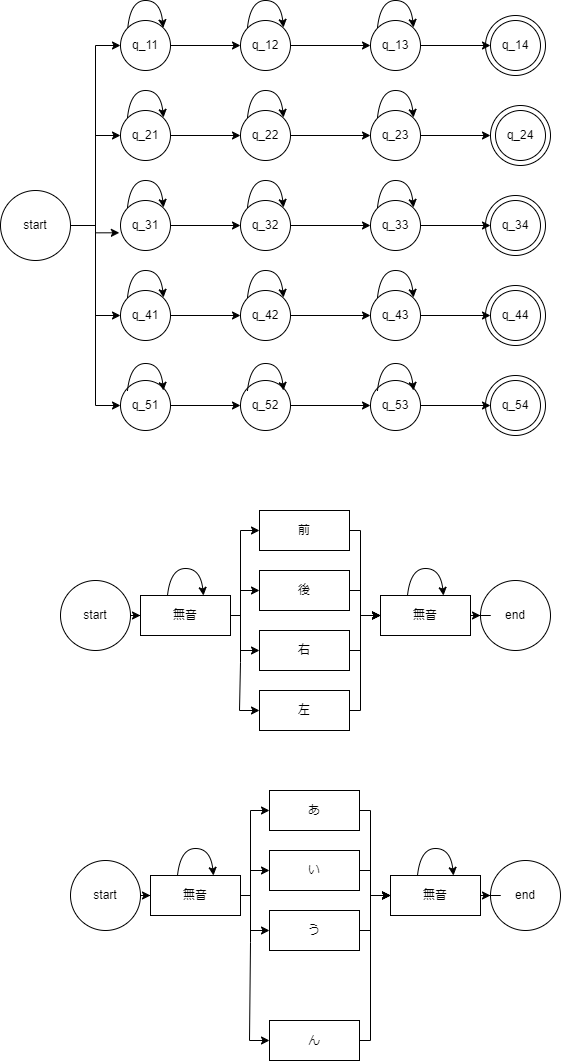 q_11 q_12 q_13 q_14
q_21 q_22 q_23 q_24
start q_31 q_32 q_33 q_34
q_41 q_42 q_43 q_44
q_51 q_52 q_53 q_54
前
後
start 無音 無音 end
右
左
あ
い
start 無音 無音 end
う
ん